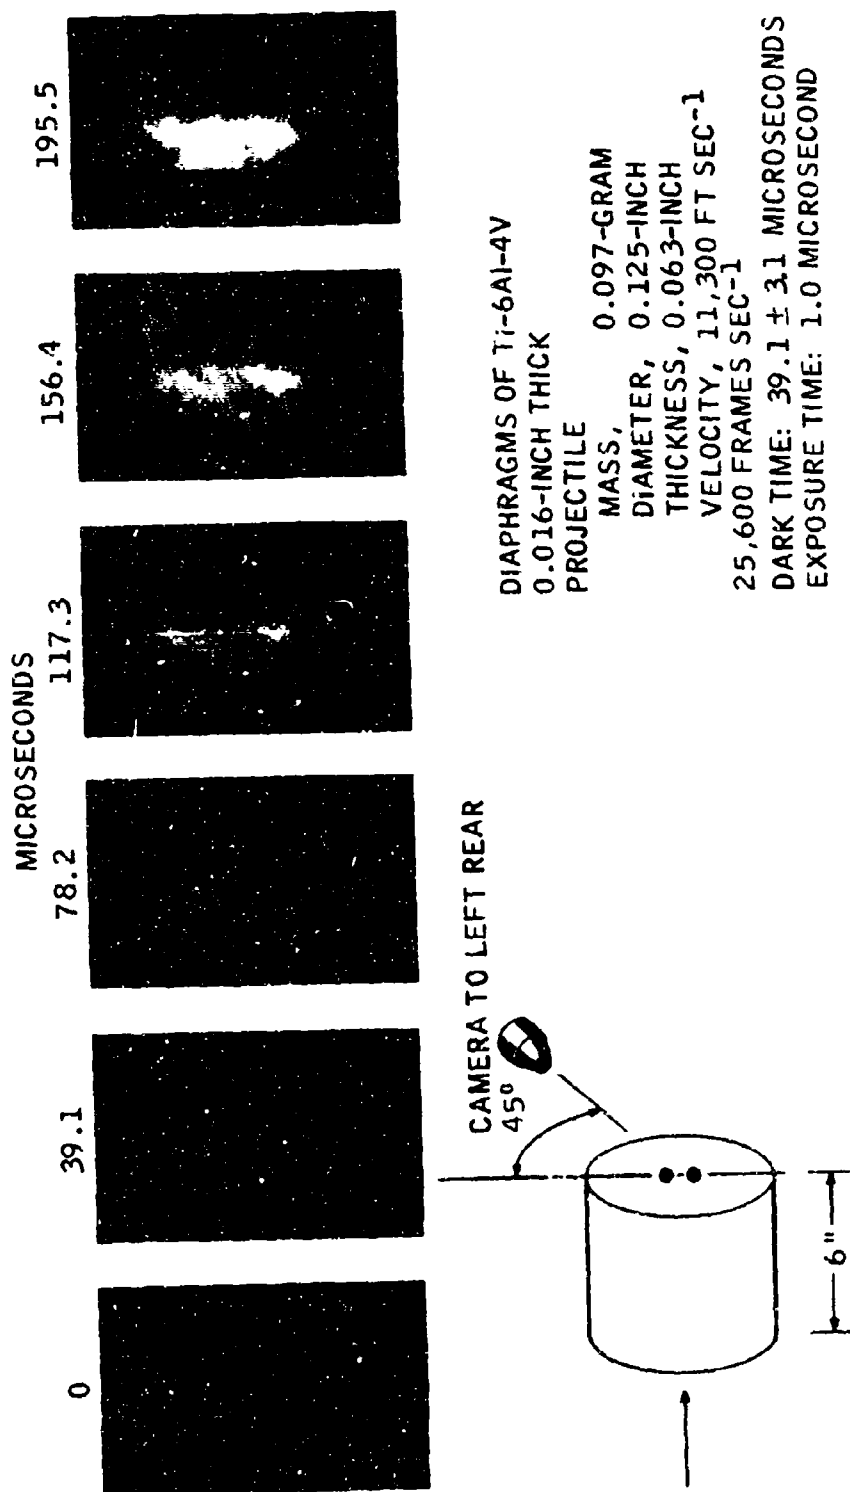 MICROSECONDS
0 39.1 78.2 117.3 156.4 195.5
CAMERA TO LEFT REAR
45°
6"
DIAPHRAGMS OF Ti-6Al-4V
0.016-INCH THICK
PROJECTILE
MASS, 0.097-GRAM
DIAMETER, 0.125-INCH
THICKNESS, 0.063-INCH
VELOCITY, 11,300 FT SEC-1
25,600 FRAMES SEC-1
DARK TIME: 39.1 ± 3.1 MICROSECONDS
EXPOSURE TIME: 1.0 MICROSECOND